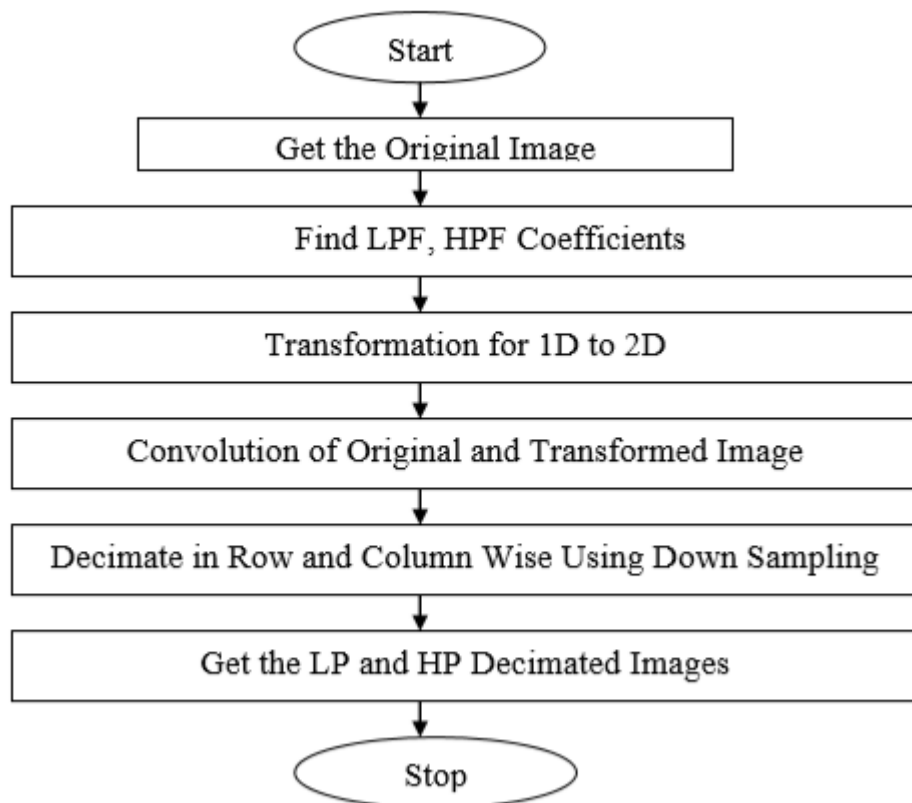 Start
Get the Original Image
Find LPF, HPF Coefficients
Transformation for 1D to 2D
Convolution of Original and Transformed Image
Decimate in Row and Column Wise Using Down Sampling
Get the LP and HP Decimated Images
Stop